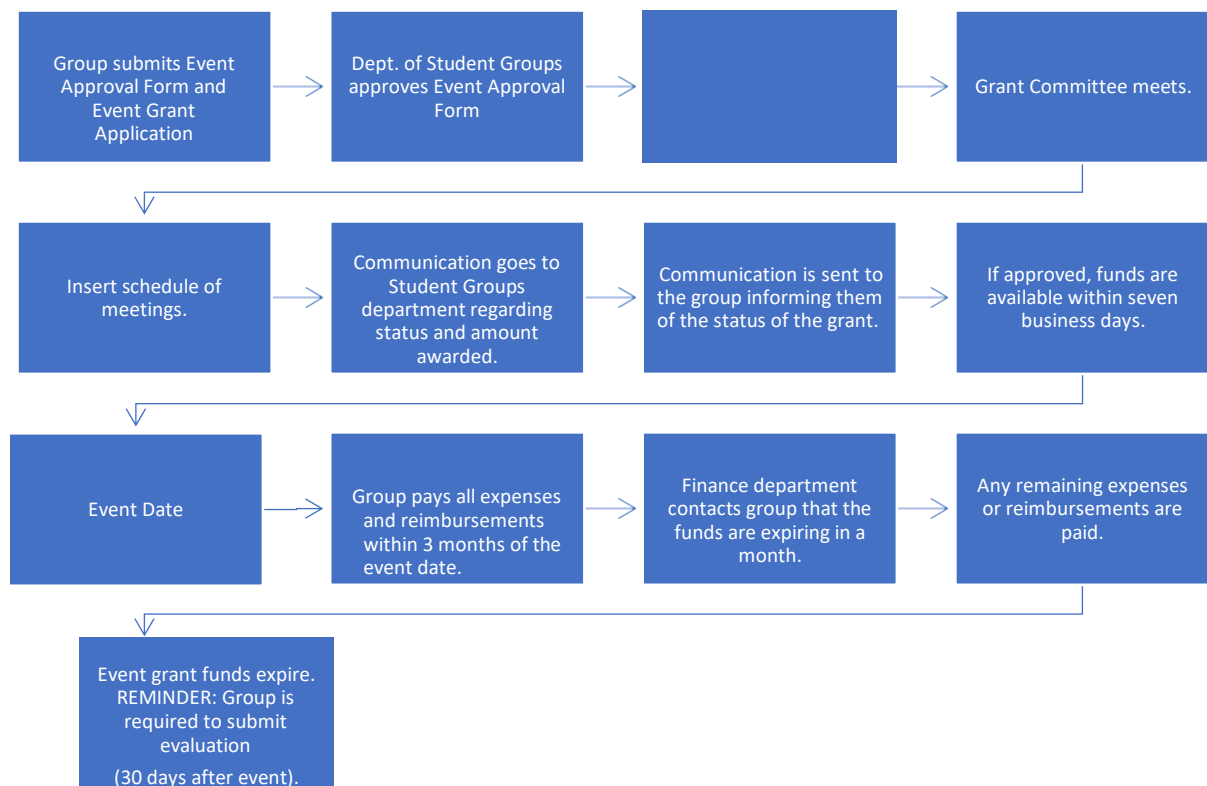 Group submits Event
Approval Form and
Event Grant
Application
Dept. of Student Groups
approves Event Approval
Form
Grant Committee meets.
Insert schedule of
meetings.
Communication goes to
Student Groups
department regarding
status and amount
awarded.
Communication is sent to
the group informing them
of the status of the grant.
If approved, funds are
available within seven
business days.
Event Date
Group pays all expenses
and reimbursements
within 3 months of the
event date.
Finance department
contacts group that the
funds are expiring in a
month.
Any remaining expenses
or reimbursements are
paid.
Event grant funds expire.
REMINDER: Group is
required to submit
evaluation
(30 days after event).